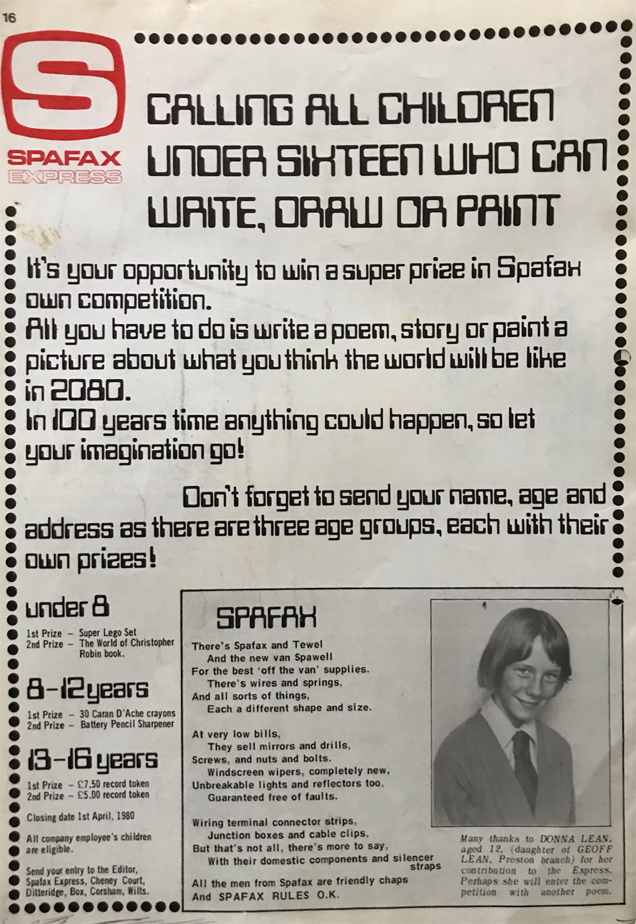 16
S
SPAFAX
EXPRESS
CALLING ALL CHILDREN
UNDER SIXTEEN WHO CAN
WRITE, DRAW OR PAINT
It's your opportunity to win a super prize in Spafax
own competition.
All you have to do is write a poem, story or paint a
picture about what you think the world will be like
in 2080.
In 100 years time anything could happen, so let
your imagination go!
Don't forget to send your name, age and
address as there are three age groups, each with their
own prizes!
under 8
1st Prize – Super Lego Set
2nd Prize – The World of Christopher
Robin book.
8–12 years
1st Prize – 30 Caran D'Ache crayons
2nd Prize – Battery Pencil Sharpener
13–16 years
1st Prize – £7.50 record token
2nd Prize – £5.00 record token
Closing date 1st April, 1980
All company employee's children
are eligible.
Send your entry to the Editor,
Spafax Express, Cheney Court,
Ditteridge, Box, Corsham, Wilts.
SPAFAX
There's Spafax and Tewel
And the new van Spawell
For the best 'off the van' supplies.
There's wires and springs,
And all sorts of things,
Each a different shape and size.
At very low bills,
They sell mirrors and drills,
Screws, and nuts and bolts.
Windscreen wipers, completely new,
Unbreakable lights and reflectors too.
Guaranteed free of faults.
Wiring terminal connector strips,
Junction boxes and cable clips,
But that's not all, there's more to say,
With their domestic components and silencer
straps
All the men from Spafax are friendly chaps
And SPAFAX RULES O.K.
Many thanks to DONNA LEAN,
aged 12, (daughter of GEOFF
LEAN, Preston branch) for her
contribution to the Express.
Perhaps she will enter the com-
petition with another poem.